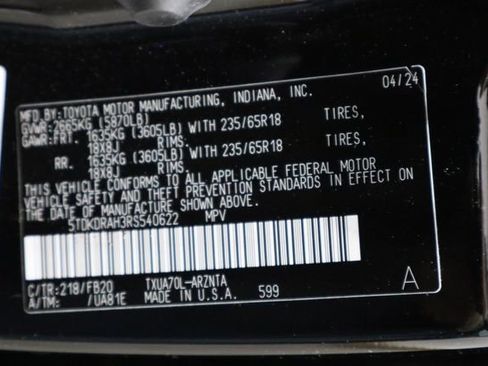 04/24
MFD.BY:TOYOTA MOTOR MANUFACTURING, INDIANA, INC.
GVWR: 2665KG (5870LB)
GAWR:FRT. 1635KG (3605LB) WITH 235/65R18 TIRES,
18X8J RIMS.
RR. 1635KG (3605LB) WITH 235/65R18 TIRES,
18X8J RIMS.
THIS VEHICLE CONFORMS TO ALL APPLICABLE FEDERAL MOTOR
VEHICLE SAFETY AND THEFT PREVENTION STANDARDS IN EFFECT ON
THE DATE OF MANUFACTURE SHOWN ABOVE.
5TDKDRAH3RS540622 MPV
C/TR:218/FB20 TXUA70L-ARZNTA A
A/TM: /UA81E MADE IN U.S.A. 599